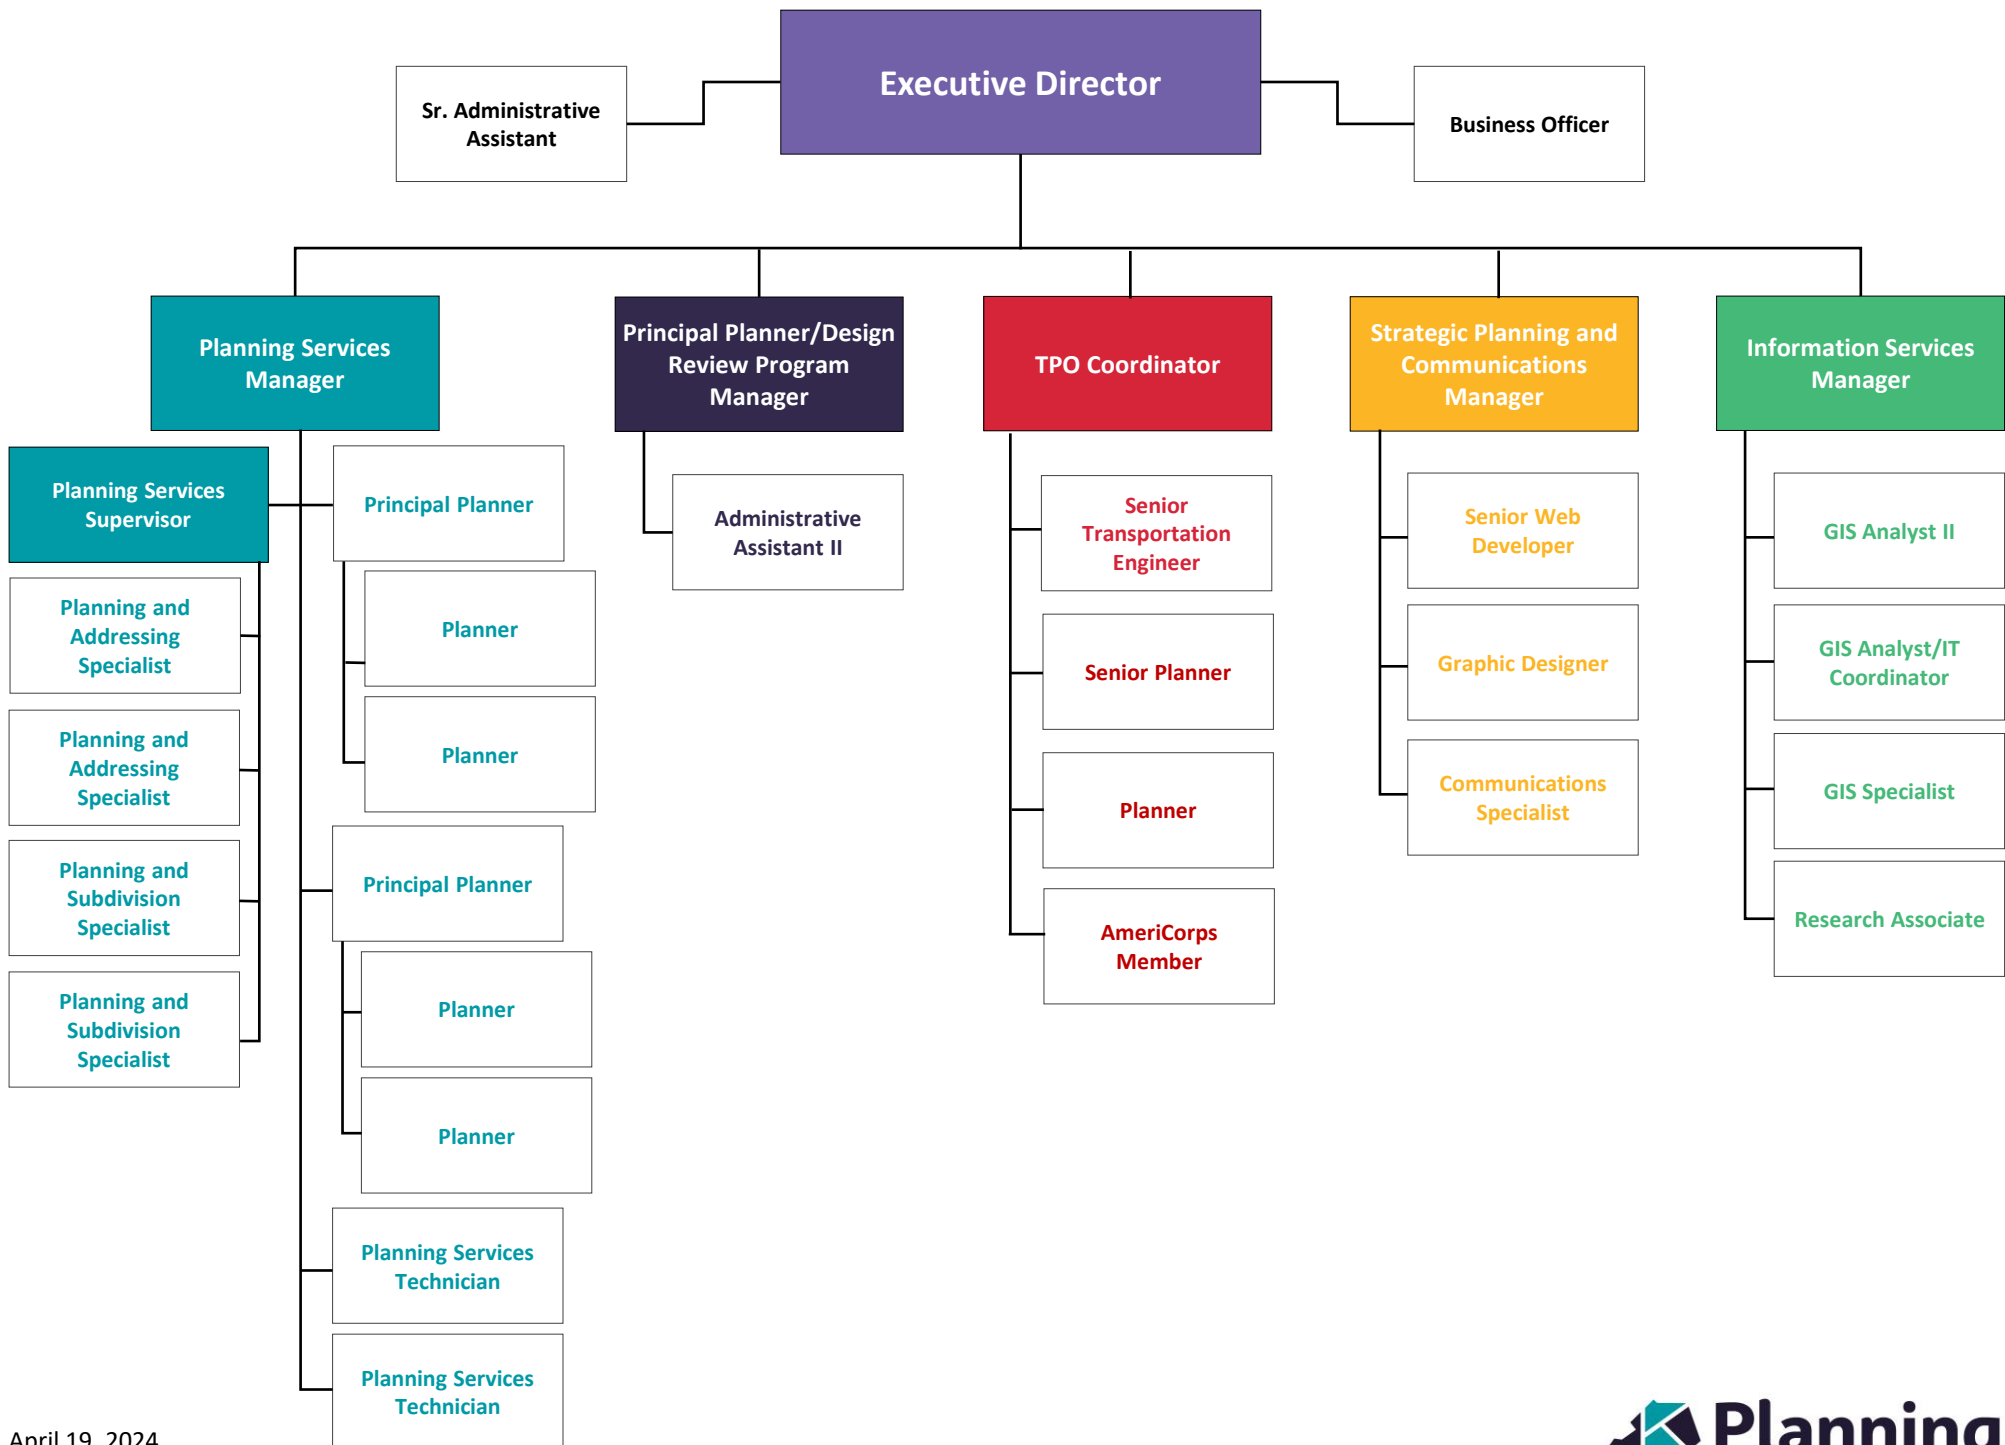 Executive Director
Sr. Administrative
Assistant
Business Officer
Planning Services
Manager
Principal Planner/Design
Review Program
Manager
TPO Coordinator
Strategic Planning and
Communications
Manager
Information Services
Manager
Planning Services
Supervisor
Planning and
Addressing
Specialist
Planning and
Addressing
Specialist
Planning and
Subdivision
Specialist
Planning and
Subdivision
Specialist
Principal Planner
Planner
Planner
Principal Planner
Planner
Planner
Planning Services
Technician
Planning Services
Technician
Administrative
Assistant II
Senior
Transportation
Engineer
Senior Planner
Planner
AmeriCorps
Member
Senior Web
Developer
Graphic Designer
Communications
Specialist
GIS Analyst II
GIS Analyst/IT
Coordinator
GIS Specialist
Research Associate
April 19, 2024
Planning